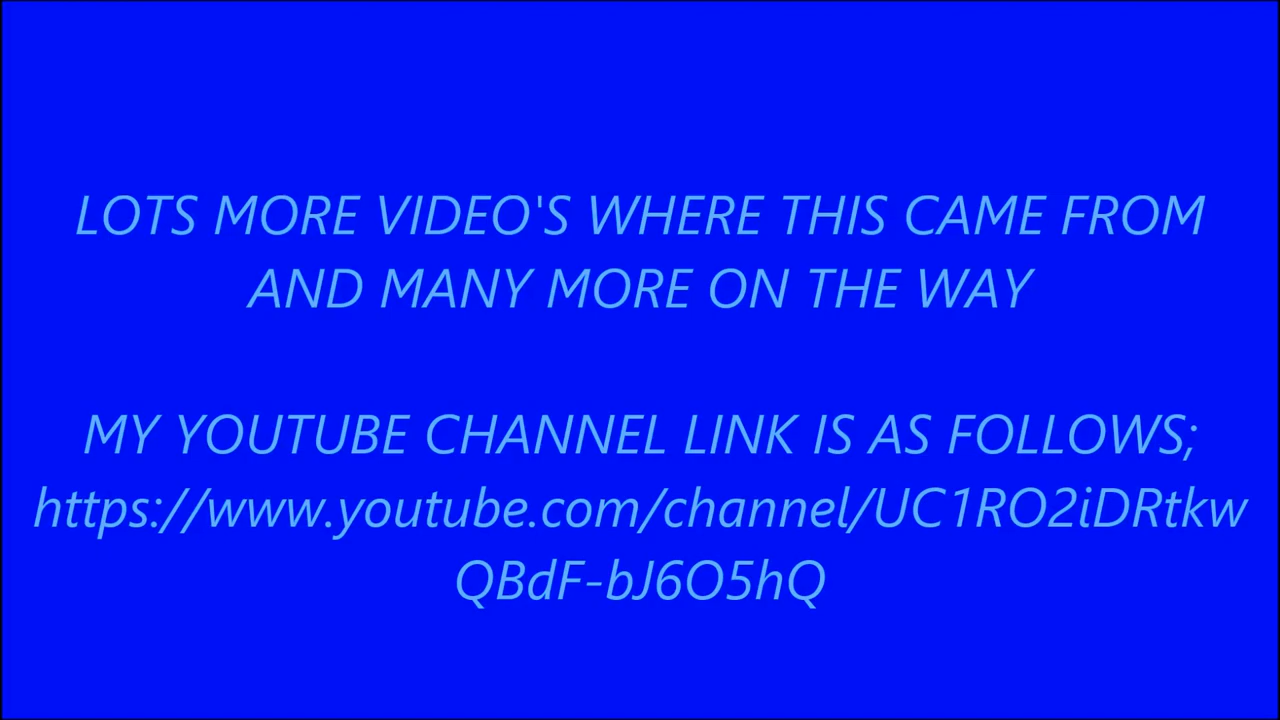 LOTS MORE VIDEO'S WHERE THIS CAME FROM
AND MANY MORE ON THE WAY
MY YOUTUBE CHANNEL LINK IS AS FOLLOWS;
https://www.youtube.com/channel/UC1RO2iDRtkw
QBdF-bJ6O5hQ